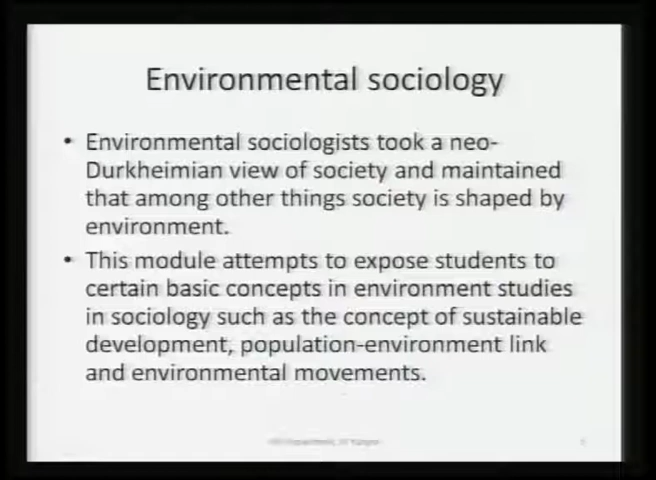 Environmental sociology
• Environmental sociologists took a neo-
Durkheimian view of society and maintained
that among other things society is shaped by
environment.
• This module attempts to expose students to
certain basic concepts in environment studies
in sociology such as the concept of sustainable
development, population-environment link
and environmental movements.